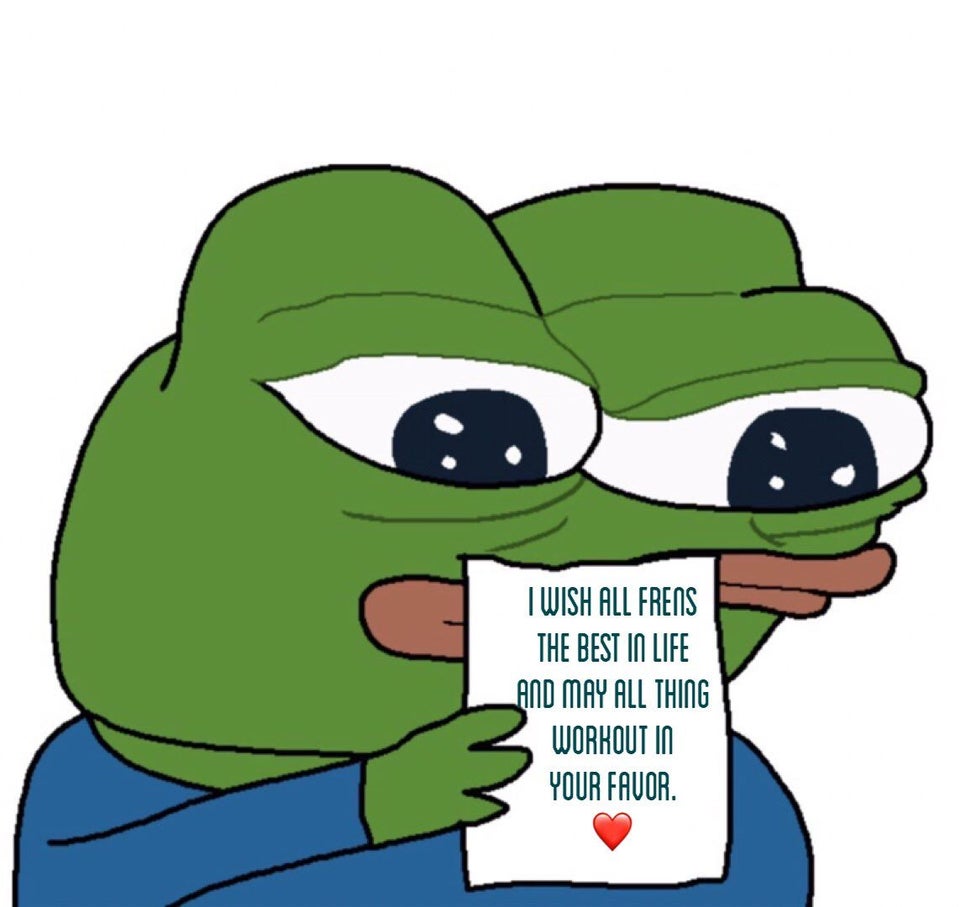 I WISH ALL FRENS
THE BEST IN LIFE
AND MAY ALL THING
WORKOUT IN
YOUR FAVOR.
❤️